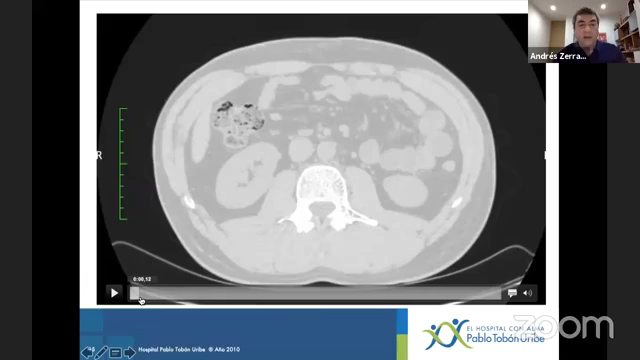 Andrés Zerra...
R
0:00,12
Hospital Pablo Tobón Uribe ® Año 2010
EL HOSPITAL CON ALMA
Pablo Tobón Uribe
zoom